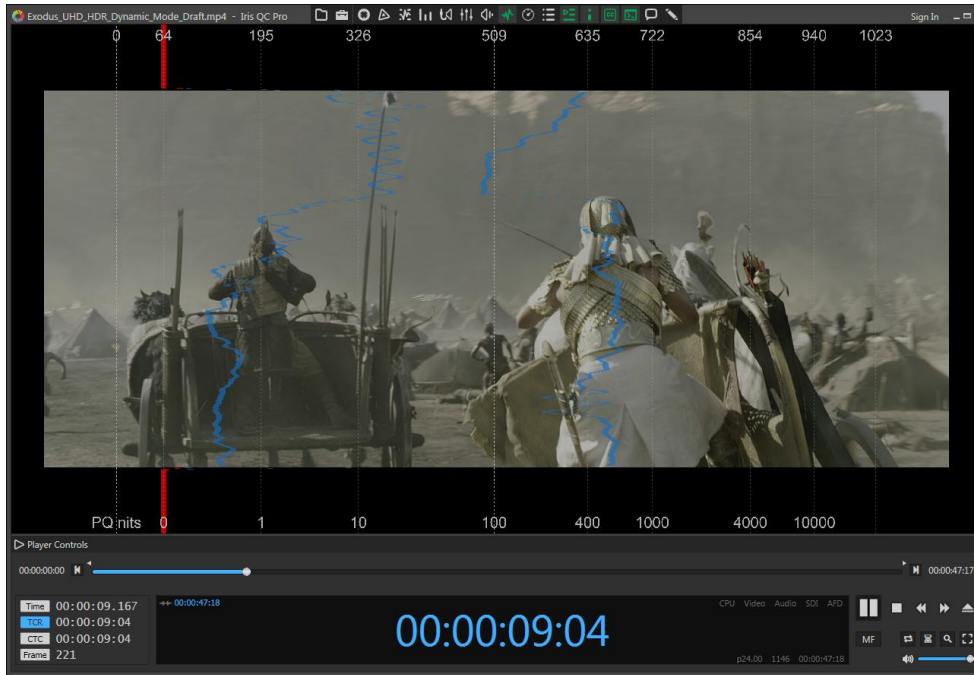 Exodus_UHD_HDR_Dynamic_Mode_Draft.mp4 - Iris QC Pro
Sign In
0 64 195 326 509 635 722 854 940 1023
PQ nits 0 1 10 100 400 1000 4000 10000
Player Controls
00:00:00:00
00:00:47:17
Time 00:00:09.167
TCR 00:00:09:04
CTC 00:00:09:04
Frame 221
00:00:47:18
00:00:09:04
CPU Video Audio SDI AFD
p24.00 1146 00:00:47:18
MF